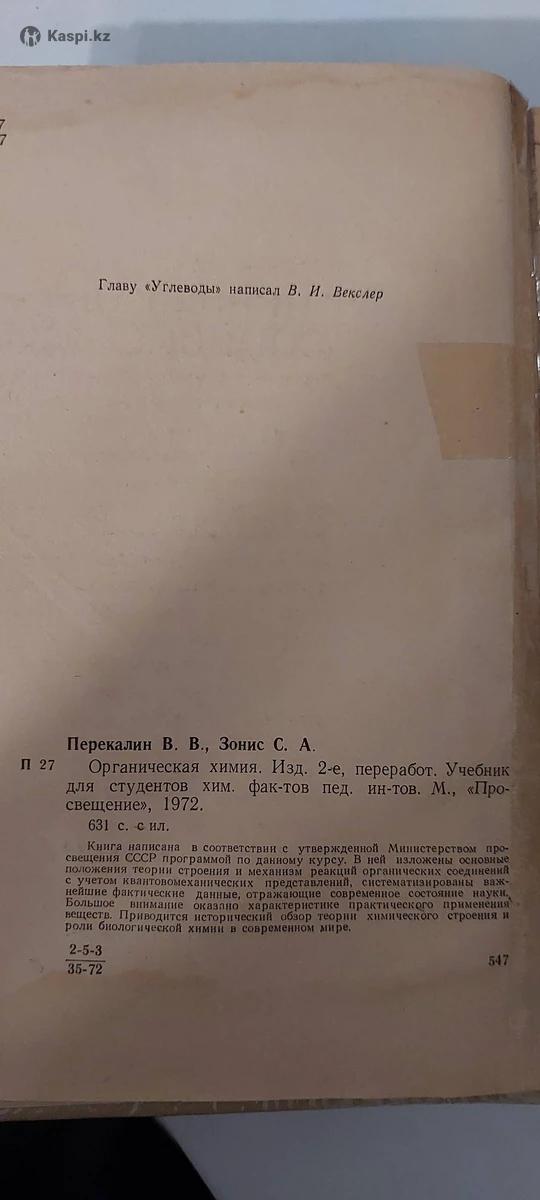 Kaspi.kz
7
7
Главу «Углеводы» написал В. И. Векслер
Перекалин В. В., Зонис С. А.
П 27 Органическая химия. Изд. 2-е, переработ. Учебник
для студентов хим. фак-тов пед. ин-тов. М., «Про-
свещение», 1972.
631 с. с ил.
Книга написана в соответствии с утвержденной Министерством про-
свещения СССР программой по данному курсу. В ней изложены основные
положения теории строения и механизм реакций органических соединений
с учетом квантовомеханических представлений, систематизированы важ-
нейшие фактические данные, отражающие современное состояние науки.
Большое внимание оказано характеристике практического применения
веществ. Приводится исторический обзор теории химического строения и
роли биологической химии в современном мире.
2-5-3
35-72
547